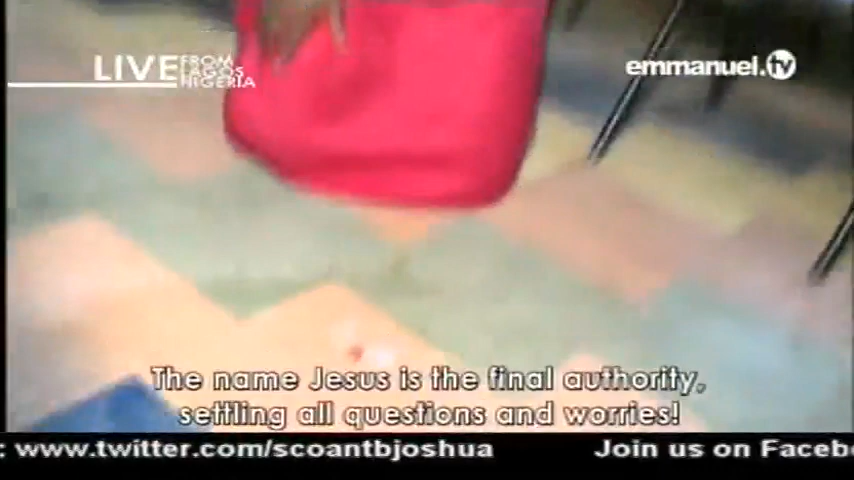 LIVE FROM LAGOS NIGERIA
emmanuel.tv
The name Jesus is the final authority,
settling all questions and worries!
: www.twitter.com/scoantbjoshua Join us on Facebo